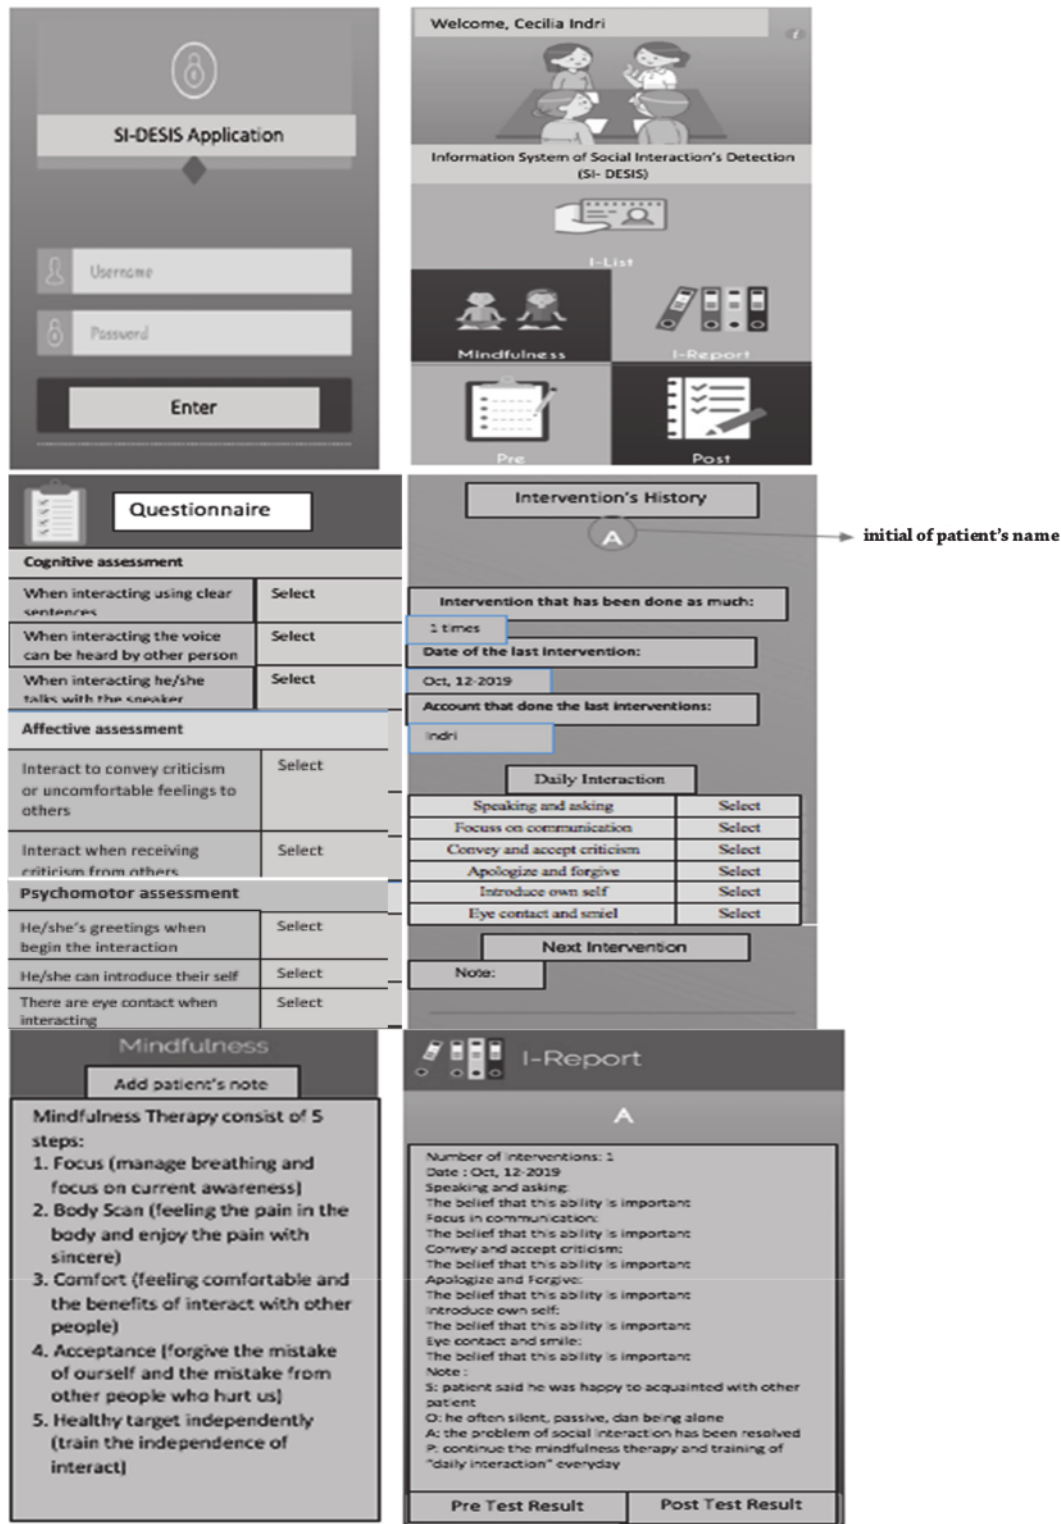 SI-DESIS Application
Username
Password
Enter
Welcome, Cecilia Indri
Information System of Social Interaction's Detection
(SI- DESIS)
I-List
Mindfulness
I-Report
Pre
Post
Questionnaire
Cognitive assessment
When interacting using clear
sentences
Select
When interacting the voice
can be heard by other person
Select
When interacting he/she
talks with the speaker
Select
Affective assessment
Interact to convey criticism
or uncomfortable feelings to
others
Select
Interact when receiving
criticism from others
Select
Psychomotor assessment
He/she's greetings when
begin the interaction
Select
He/she can introduce their self
Select
There are eye contact when
interacting
Select
Intervention's History
A
initial of patient's name
Intervention that has been done as much:
1 times
Date of the last intervention:
Oct, 12-2019
Account that done the last interventions:
Indri
Daily Interaction
Speaking and asking Select
Focuss on communication Select
Convey and accept criticism Select
Apologize and forgive Select
Introduce own self Select
Eye contact and smiel Select
Next Intervention
Note:
Mindfulness
Add patient's note
Mindfulness Therapy consist of 5
steps:
1. Focus (manage breathing and
focus on current awareness)
2. Body Scan (feeling the pain in the
body and enjoy the pain with
sincere)
3. Comfort (feeling comfortable and
the benefits of interact with other
people)
4. Acceptance (forgive the mistake
of ourself and the mistake from
other people who hurt us)
5. Healthy target independently
(train the independence of
interact)
I-Report
A
Number of Interventions: 1
Date : Oct, 12-2019
Speaking and asking:
The belief that this ability is important
Focus in communication:
The belief that this ability is important
Convey and accept criticism:
The belief that this ability is important
Apologize and Forgive:
The belief that this ability is important
Introduce own self:
The belief that this ability is important
Eye contact and smile:
The belief that this ability is important
Note :
S: patient said he was happy to acquainted with other
patient
O: he often silent, passive, dan being alone
A: the problem of social interaction has been resolved
P: continue the mindfulness therapy and training of
"daily interaction" everyday
Pre Test Result
Post Test Result